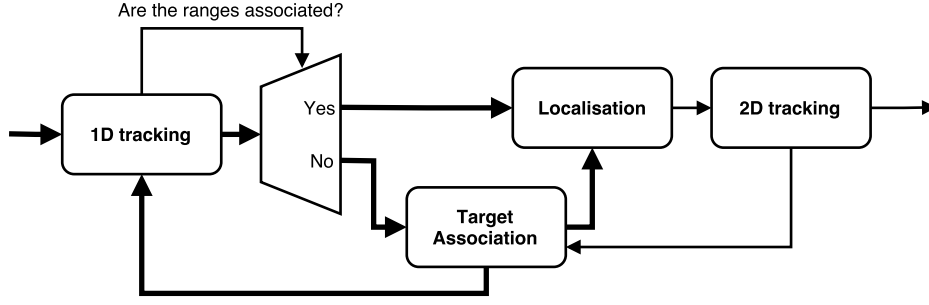 Are the ranges associated?
1D tracking
Yes
No
Localisation
2D tracking
Target
Association